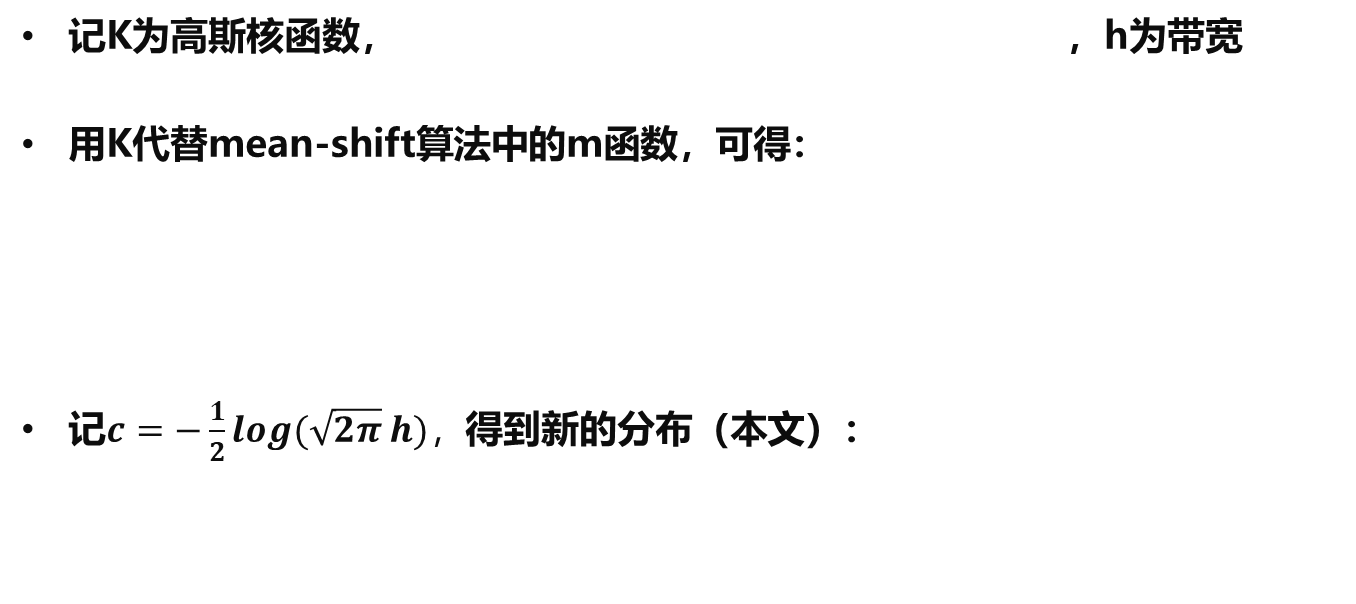 • 记K为高斯核函数， ，h为带宽
• 用K代替mean-shift算法中的m函数，可得：
• 记c = −1/2 log(√2π h)，得到新的分布（本文）：